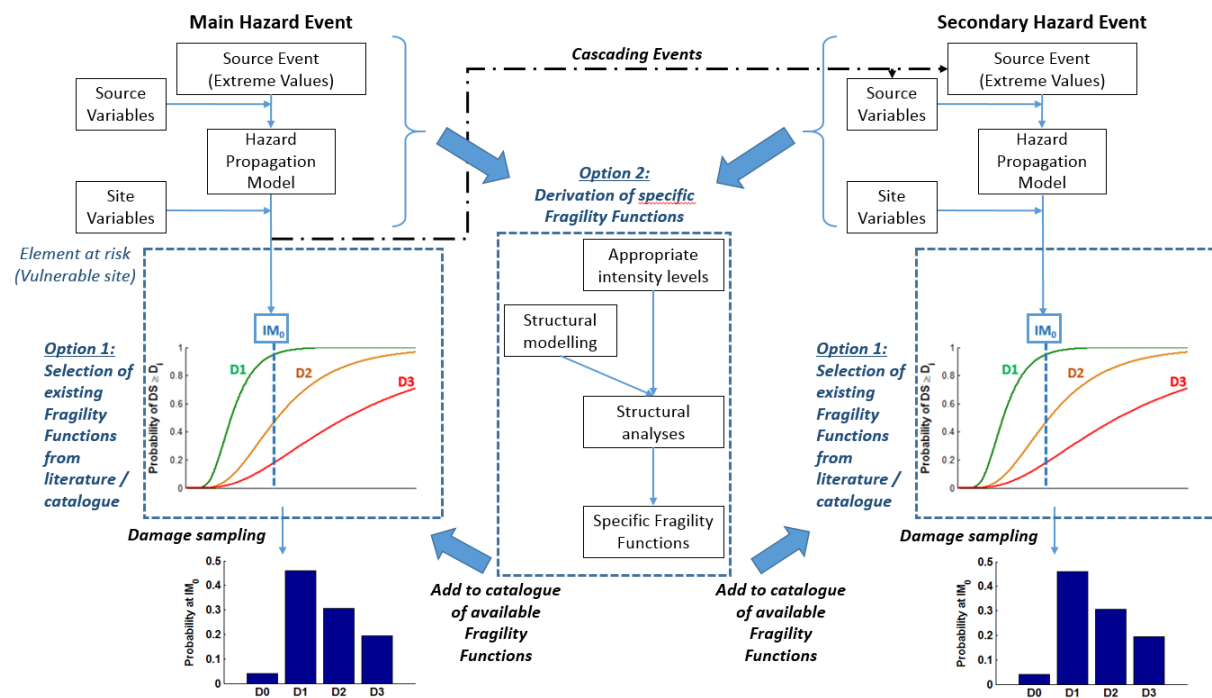 Main Hazard Event
Source Event
(Extreme Values)
Source
Variables
Hazard
Propagation
Model
Site
Variables
Element at risk
(Vulnerable site)
IM₀
Option 1:
Selection of
existing
Fragility
Functions
from
literature /
catalogue
Probability of DS ≥ Dᵢ
1
0.8
0.6
0.4
0.2
0
D1
D2
D3
Damage sampling
Probability at IM₀
0.5
0.4
0.3
0.2
0.1
0
D0 D1 D2 D3
Cascading Events
Option 2:
Derivation of specific
Fragility Functions
Appropriate
intensity levels
Structural
modelling
Structural
analyses
Specific Fragility
Functions
Add to catalogue
of available
Fragility
Functions
Add to catalogue
of available
Fragility
Functions
Secondary Hazard Event
Source Event
(Extreme Values)
Source
Variables
Hazard
Propagation
Model
Site
Variables
IM₀
Option 1:
Selection of
existing
Fragility
Functions
from
literature /
catalogue
Probability of DS ≥ Dᵢ
1
0.8
0.6
0.4
0.2
0
D1
D2
D3
Damage sampling
Probability at IM₀
0.5
0.4
0.3
0.2
0.1
0
D0 D1 D2 D3